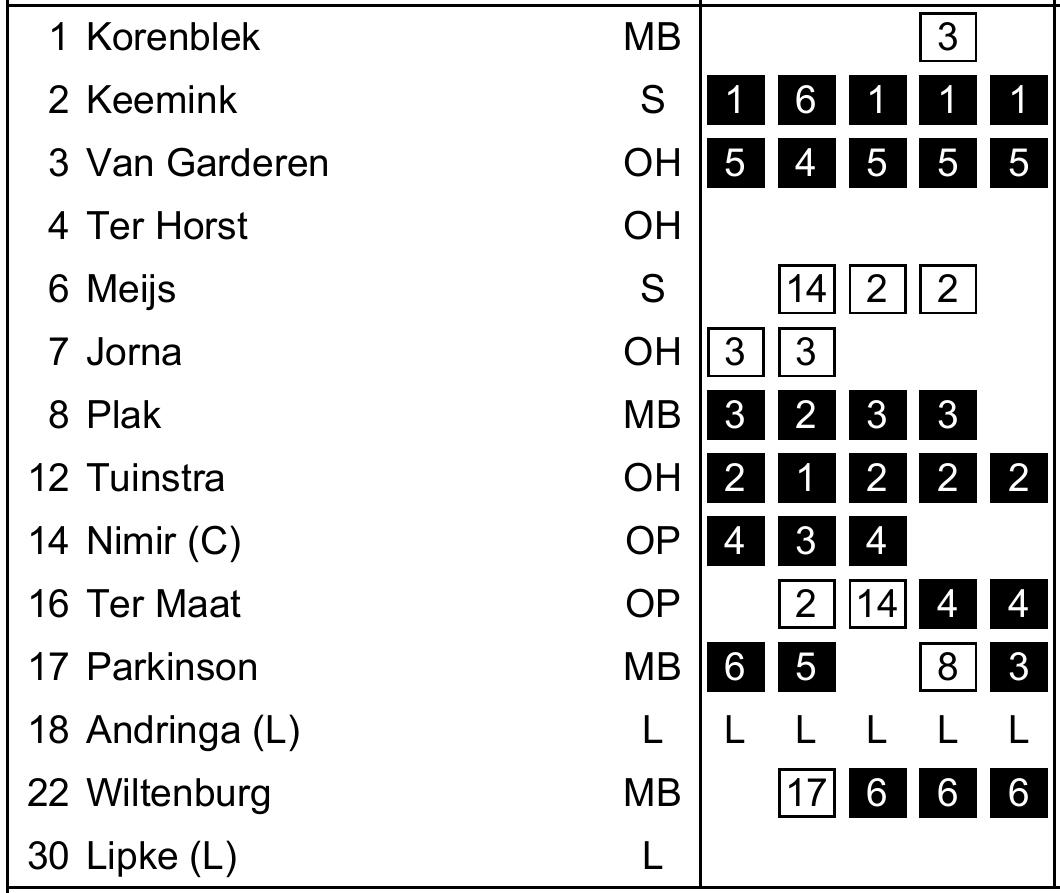 1 Korenblek MB 3
2 Keemink S 1 6 1 1 1
3 Van Garderen OH 5 4 5 5 5
4 Ter Horst OH
6 Meijs S 14 2 2
7 Jorna OH 3 3
8 Plak MB 3 2 3 3
12 Tuinstra OH 2 1 2 2 2
14 Nimir (C) OP 4 3 4
16 Ter Maat OP 2 14 4 4
17 Parkinson MB 6 5 8 3
18 Andringa (L) L L L L L L
22 Wiltenburg MB 17 6 6 6
30 Lipke (L) L